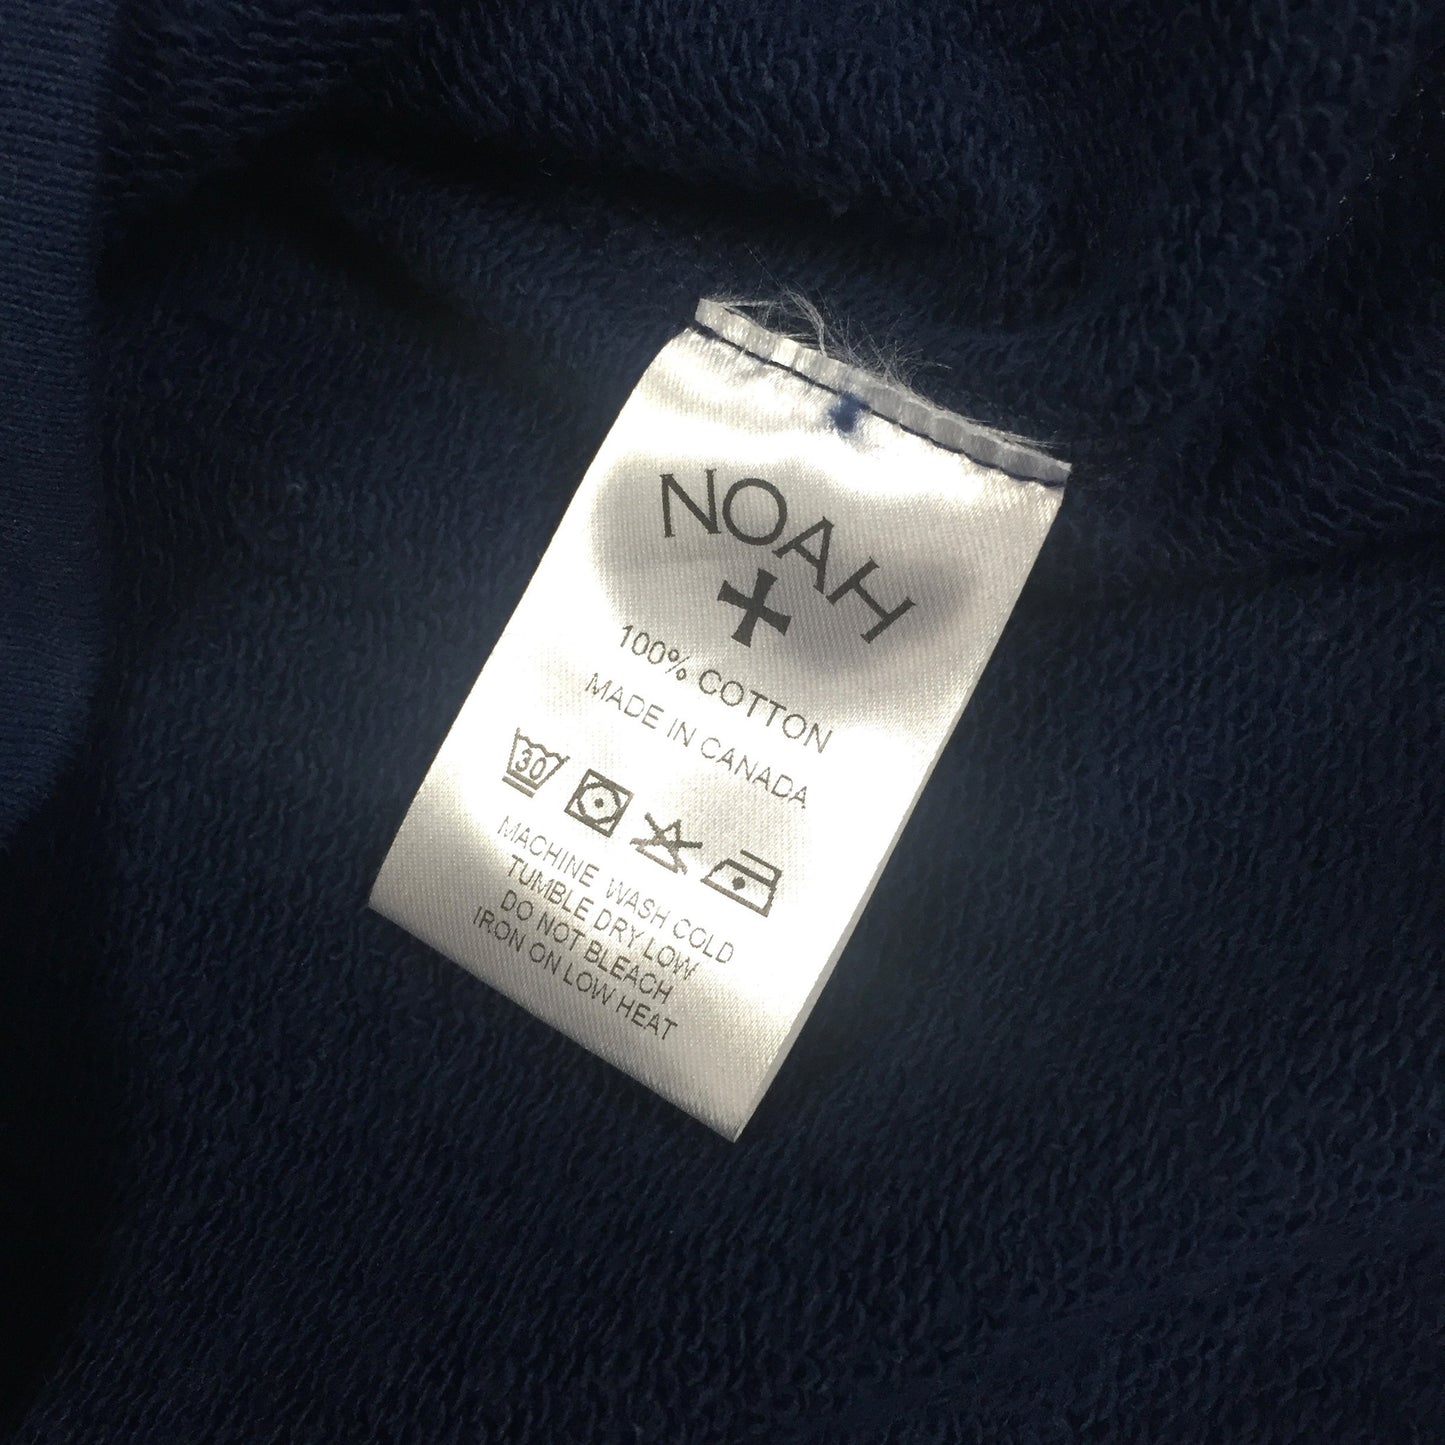 NOAH
100% COTTON
MADE IN CANADA
30
MACHINE WASH COLD
TUMBLE DRY LOW
DO NOT BLEACH
IRON ON LOW HEAT